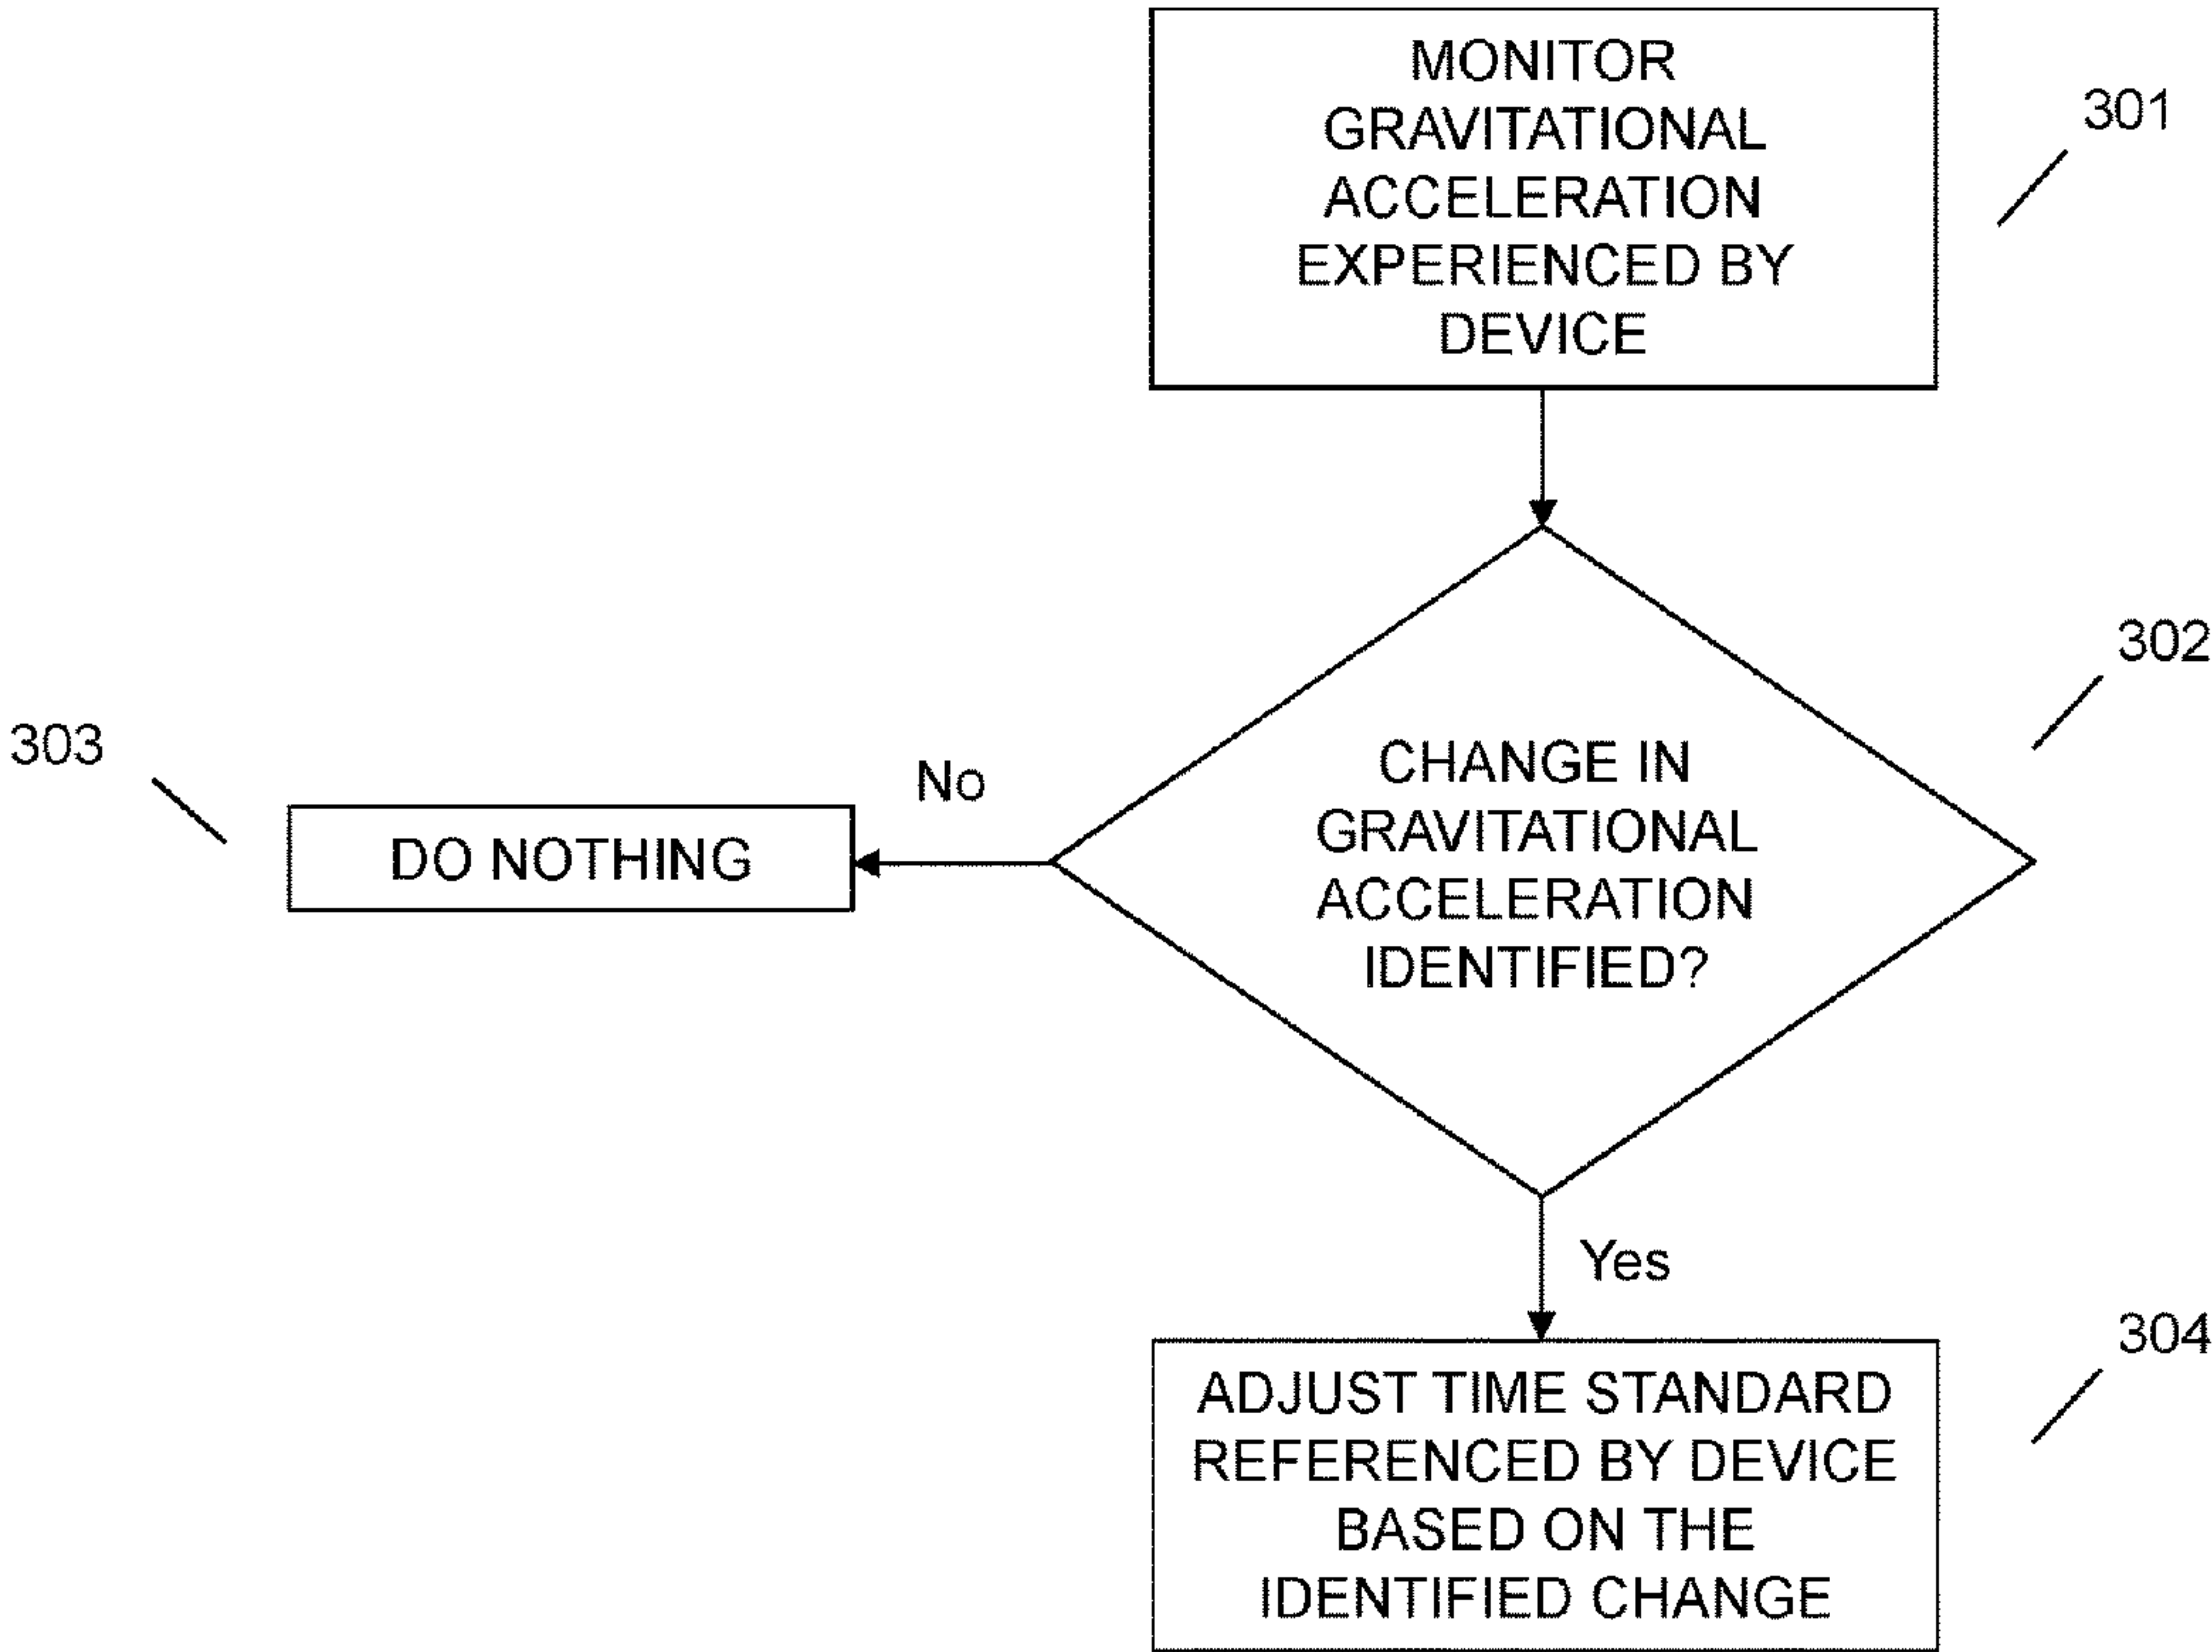 MONITOR
GRAVITATIONAL
ACCELERATION
EXPERIENCED BY
DEVICE
301
CHANGE IN
GRAVITATIONAL
ACCELERATION
IDENTIFIED?
302
No
DO NOTHING
303
Yes
ADJUST TIME STANDARD
REFERENCED BY DEVICE
BASED ON THE
IDENTIFIED CHANGE
304